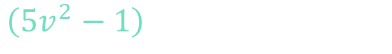 (5v² − 1)